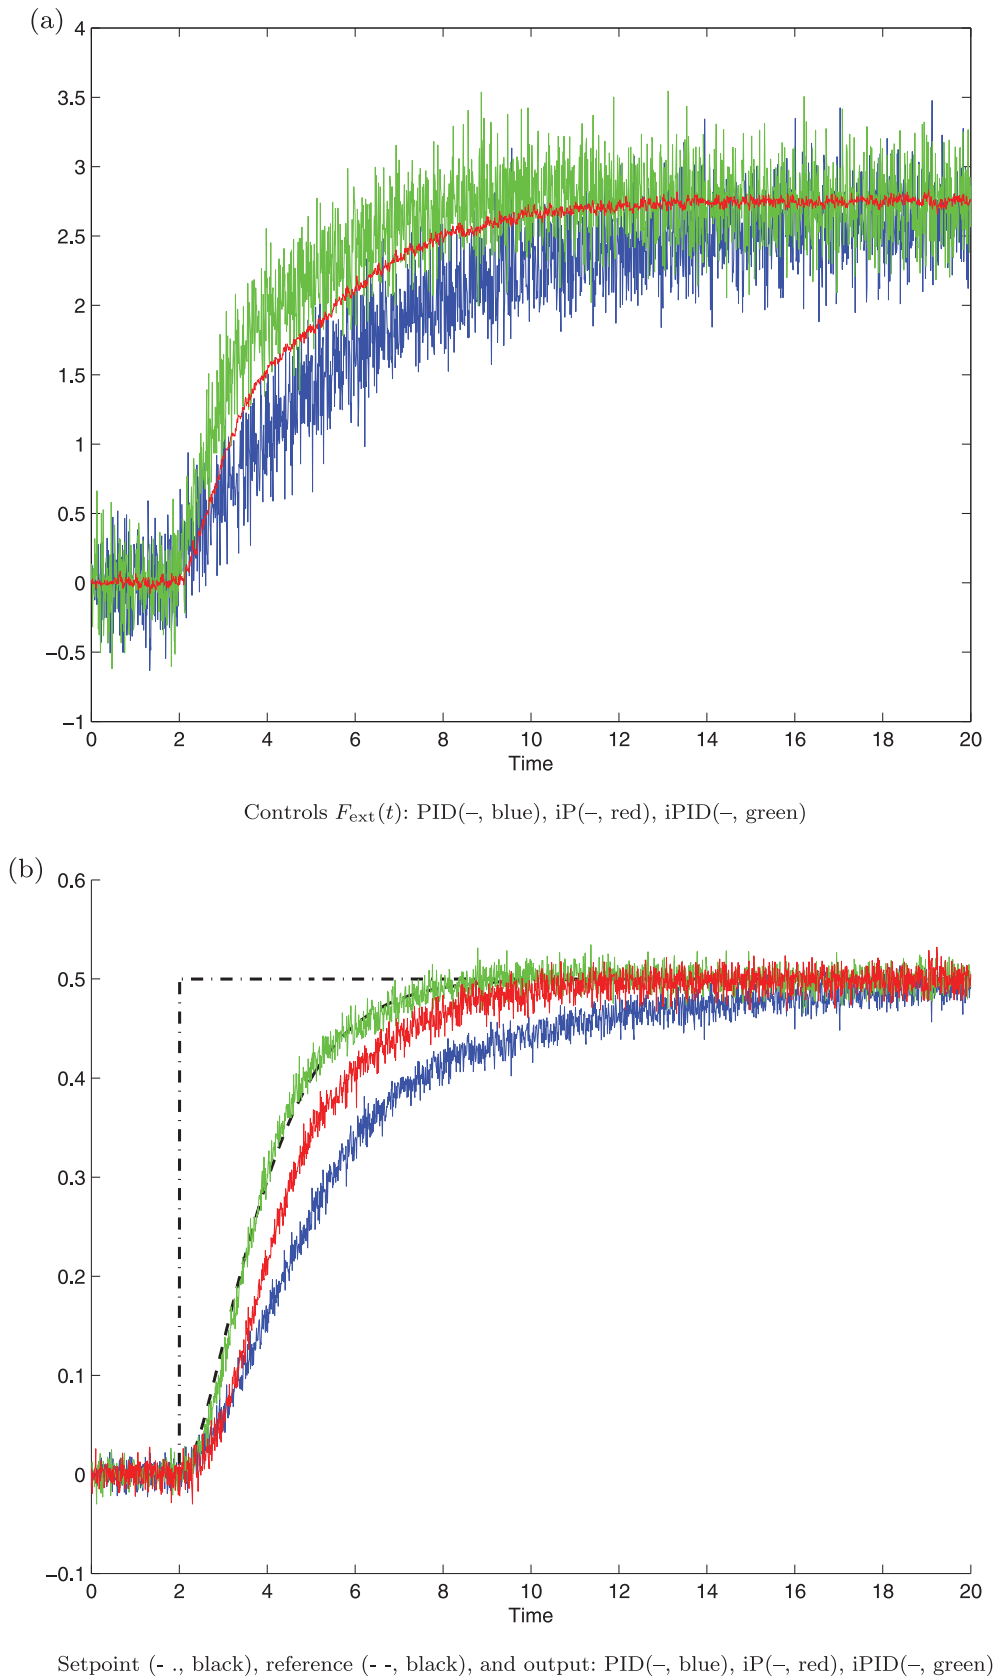 (a)
4
3.5
3
2.5
2
1.5
1
0.5
0
−0.5
−1
0 2 4 6 8 10 12 14 16 18 20
Time
Controls F_ext(t): PID(–, blue), iP(–, red), iPID(–, green)
(b)
0.6
0.5
0.4
0.3
0.2
0.1
0
−0.1
0 2 4 6 8 10 12 14 16 18 20
Time
Setpoint (- ., black), reference (- -, black), and output: PID(–, blue), iP(–, red), iPID(–, green)